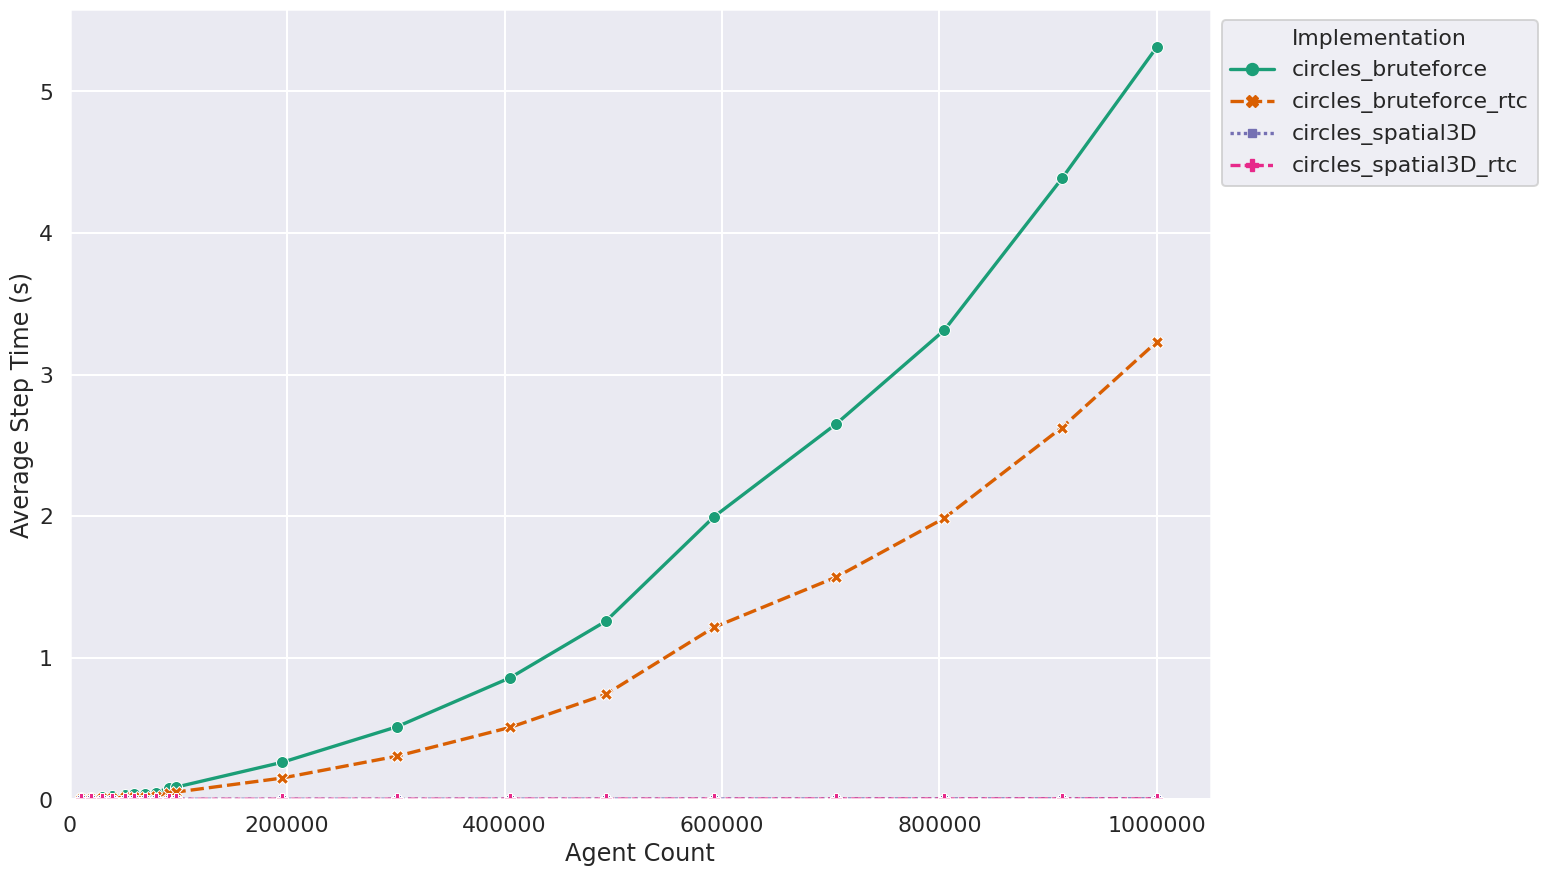 Implementation
circles_bruteforce
circles_bruteforce_rtc
circles_spatial3D
circles_spatial3D_rtc
Average Step Time (s)
5
4
3
2
1
0
0 200000 400000 600000 800000 1000000
Agent Count